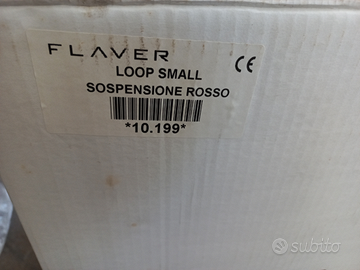 FLAVER
CE
LOOP SMALL
SOSPENSIONE ROSSO
*10.199*
subito